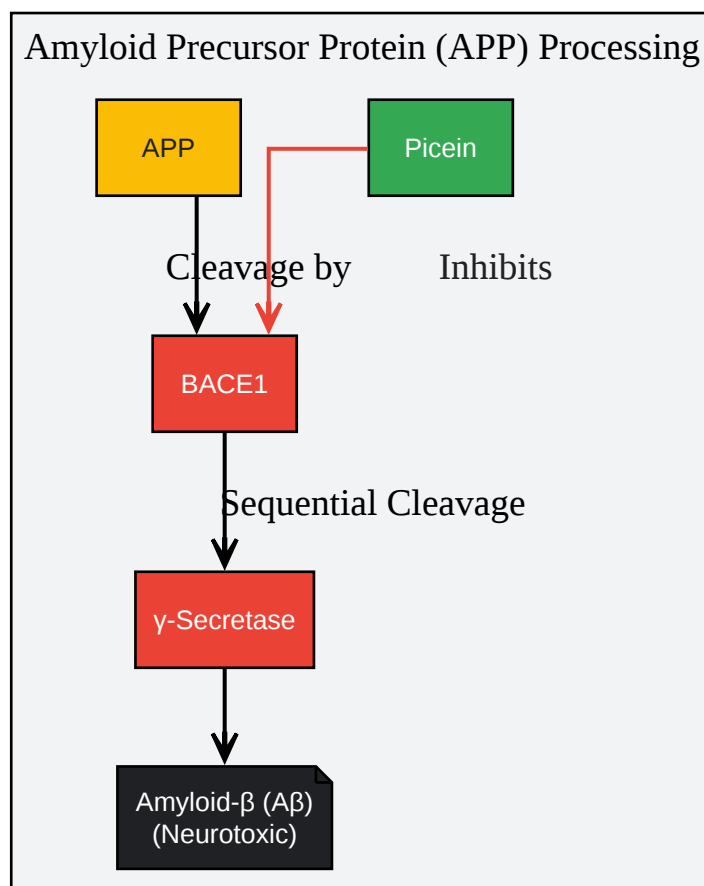 Amyloid Precursor Protein (APP) Processing
APP
Picein
Cleavage by
Inhibits
BACE1
Sequential Cleavage
γ-Secretase
Amyloid-β (Aβ)
(Neurotoxic)